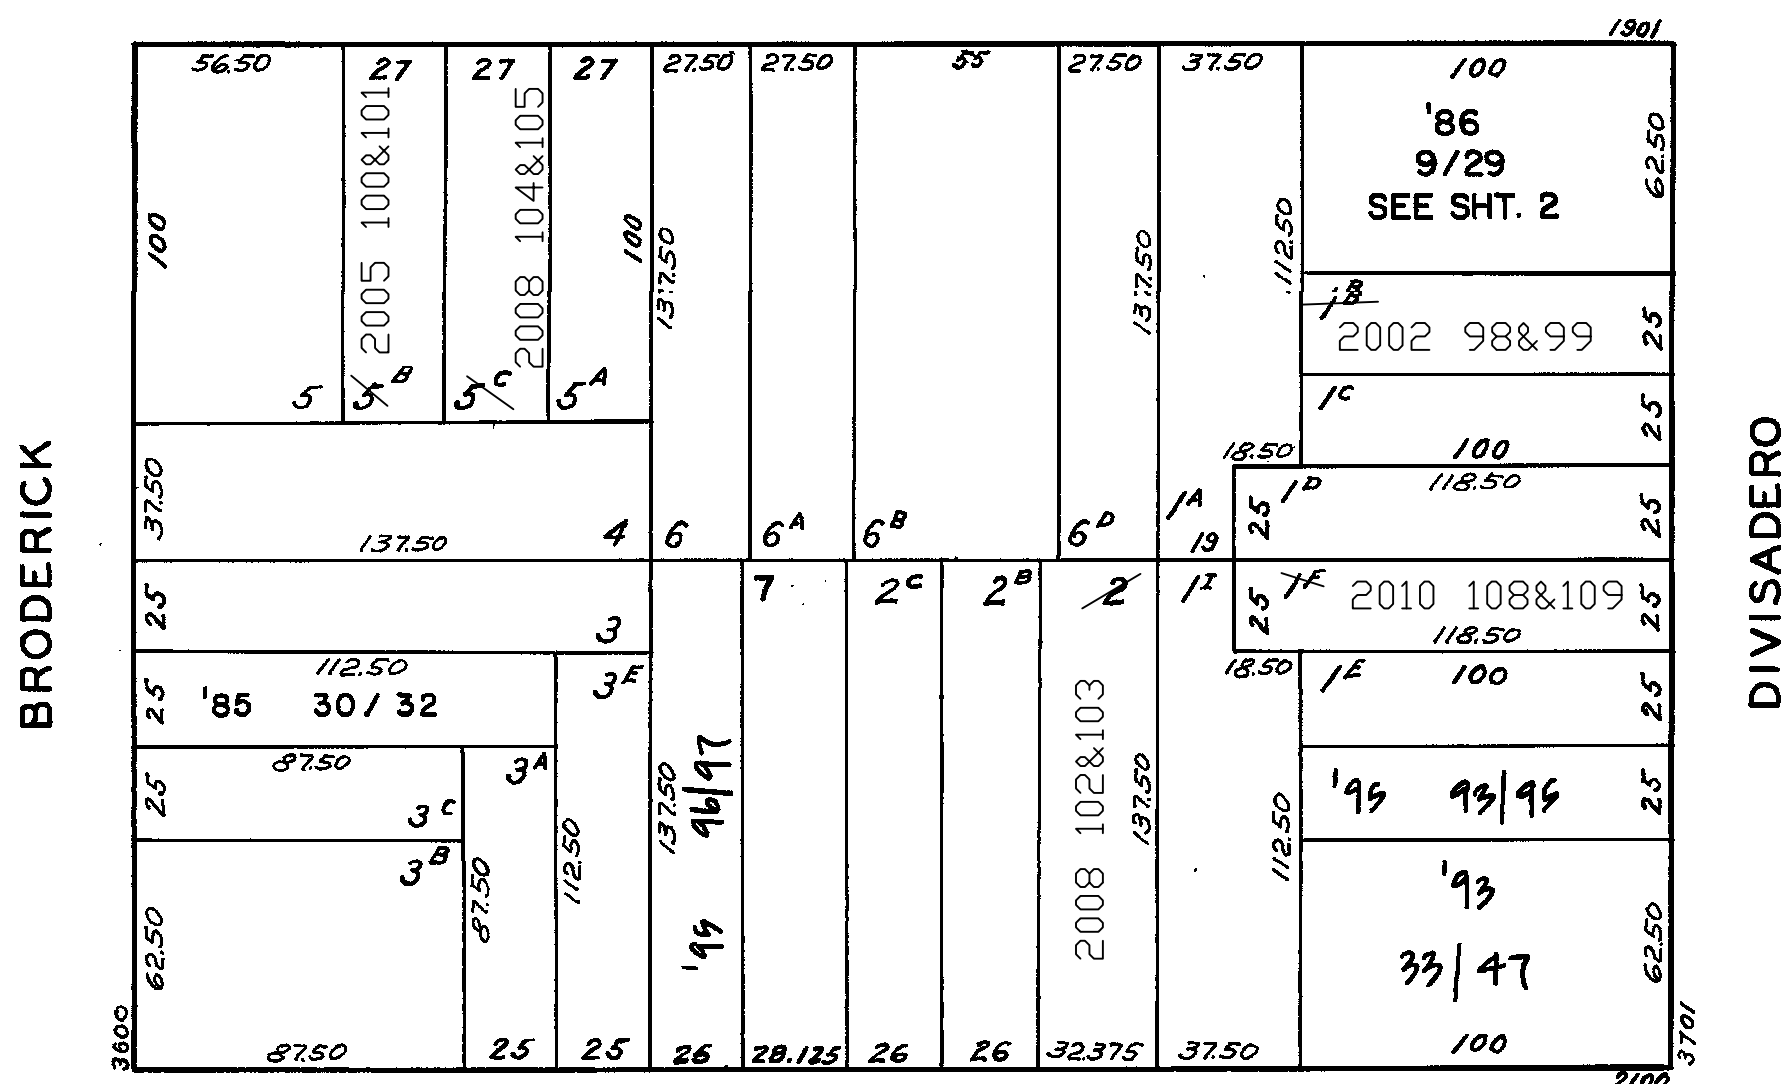 1901
56.50 27 27 27 27.50 27.50 55 27.50 37.50 100
'86
9/29
SEE SHT. 2
62.50
100
2005 100&101
2008 104&105
100
137.50
137.50
112.50
1B
B
2002 98&99
25
5
5B
5C
5A
1C
25
100
18.50
37.50
137.50
4
6
6A
6B
6D
1A
19
25
1D
118.50
25
BRODERICK
DIVISADERO
25
3
7
2C
2B
2
1I
25
1F
2010 108&109
25
118.50
112.50
25
'85 30/32
3E
18.50
1E
100
25
87.50
25
3C
3A
137.50
'95 96/97
2008 102&103
137.50
'95 93/95
25
3B
87.50
112.50
112.50
'93
33/47
62.50
62.50
3600
87.50 25 25 26 28.125 26 26 32.375 37.50 100
3701
2100